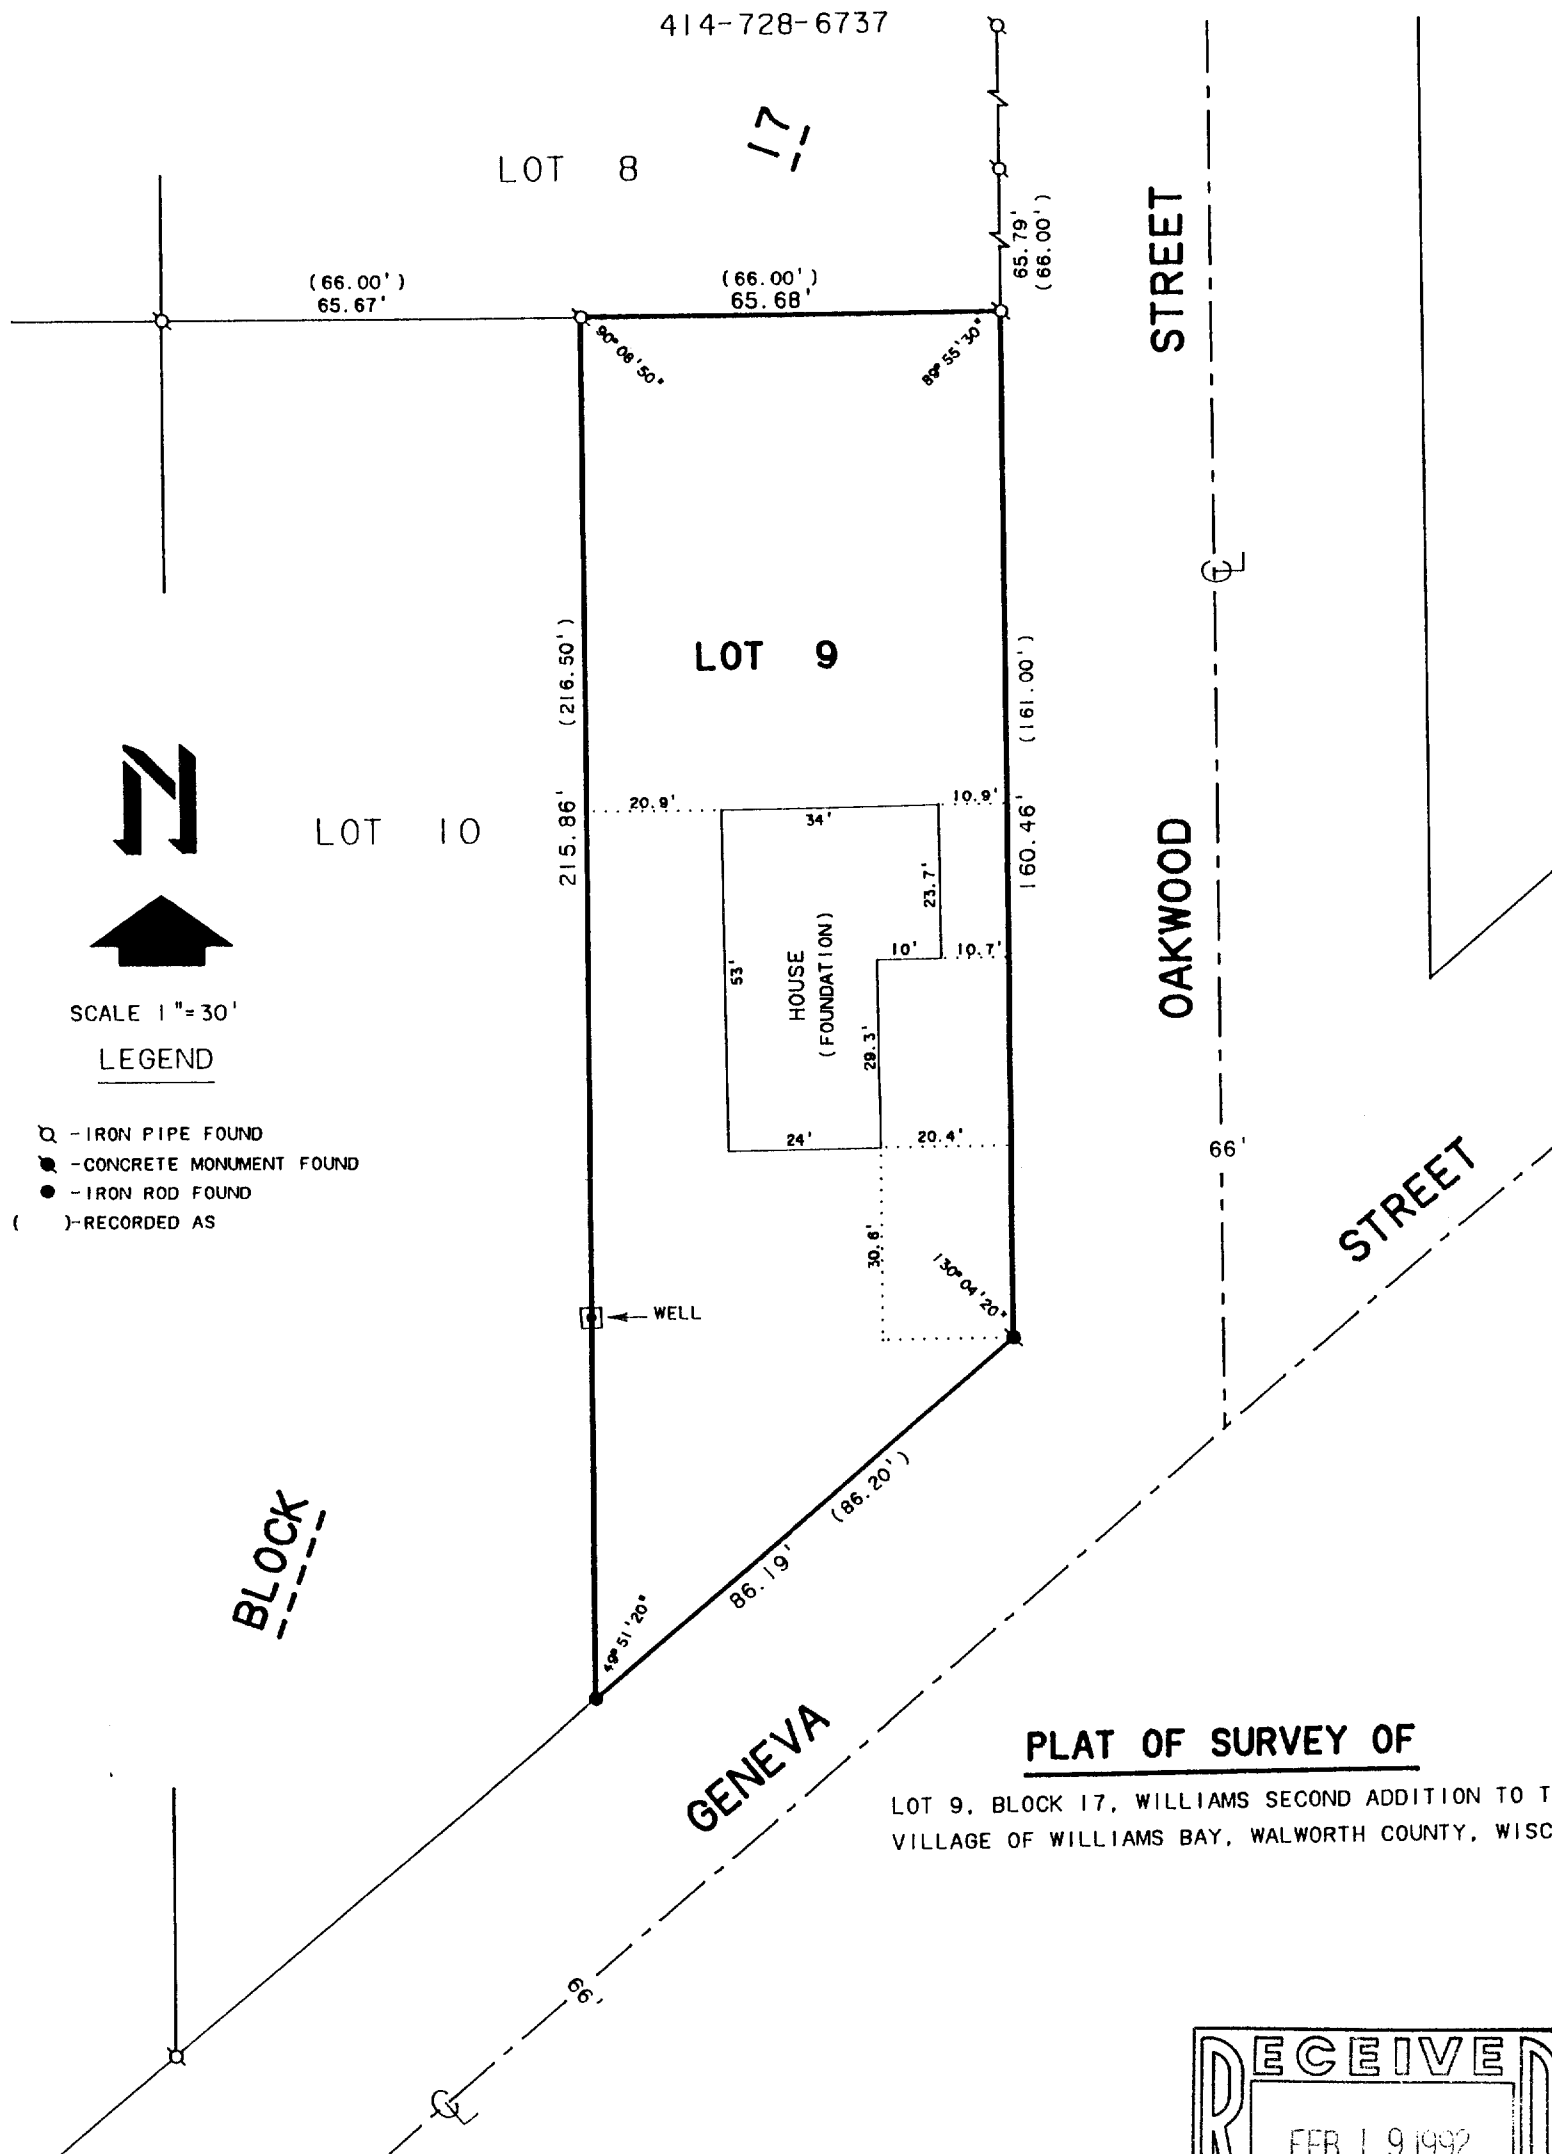 414-728-6737
17
LOT 8
65.79'
(66.00')
STREET
(66.00')
65.67'
(66.00')
65.68'
90°08'50"
89°55'30"
LOT 9
(216.50')
215.86'
(161.00')
160.46'
N
LOT 10
20.9'
34'
10.9'
23.7'
10'
10.7'
53'
HOUSE
(FOUNDATION)
29.3'
24'
20.4'
30.6'
130°04'20"
OAKWOOD
66'
STREET
SCALE 1"=30'
LEGEND
-IRON PIPE FOUND
-CONCRETE MONUMENT FOUND
-IRON ROD FOUND
( )-RECORDED AS
WELL
(86.20')
86.19'
BLOCK
49°51'20"
GENEVA
66'
PLAT OF SURVEY OF
LOT 9, BLOCK 17, WILLIAMS SECOND ADDITION TO T
VILLAGE OF WILLIAMS BAY, WALWORTH COUNTY, WISC
RECEIVED
FEB 19 1992